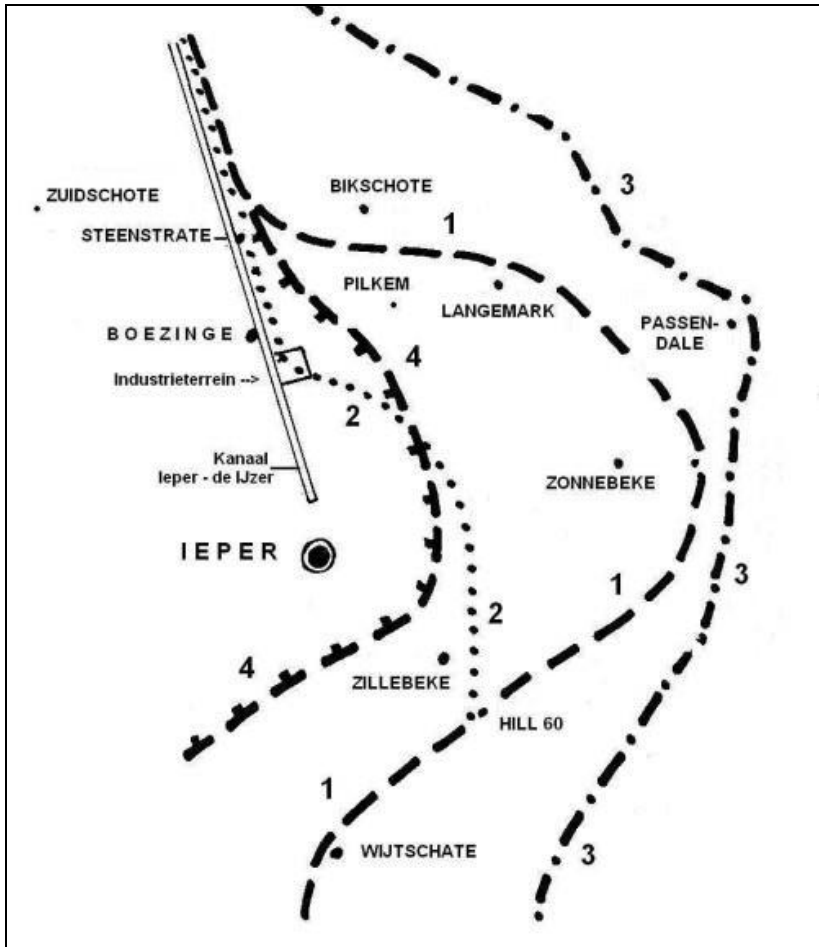 3
ZUIDSCHOTE
BIKSCHOTE
1
STEENSTRATE
PILKEM
LANGEMARK
PASSEN-
DALE
BOEZINGE
4
Industrieterrein -->
2
Kanaal
Ieper - de IJzer
ZONNEBEKE
IEPER
3
1
2
4
ZILLEBEKE
HILL 60
1
WIJTSCHATE
3